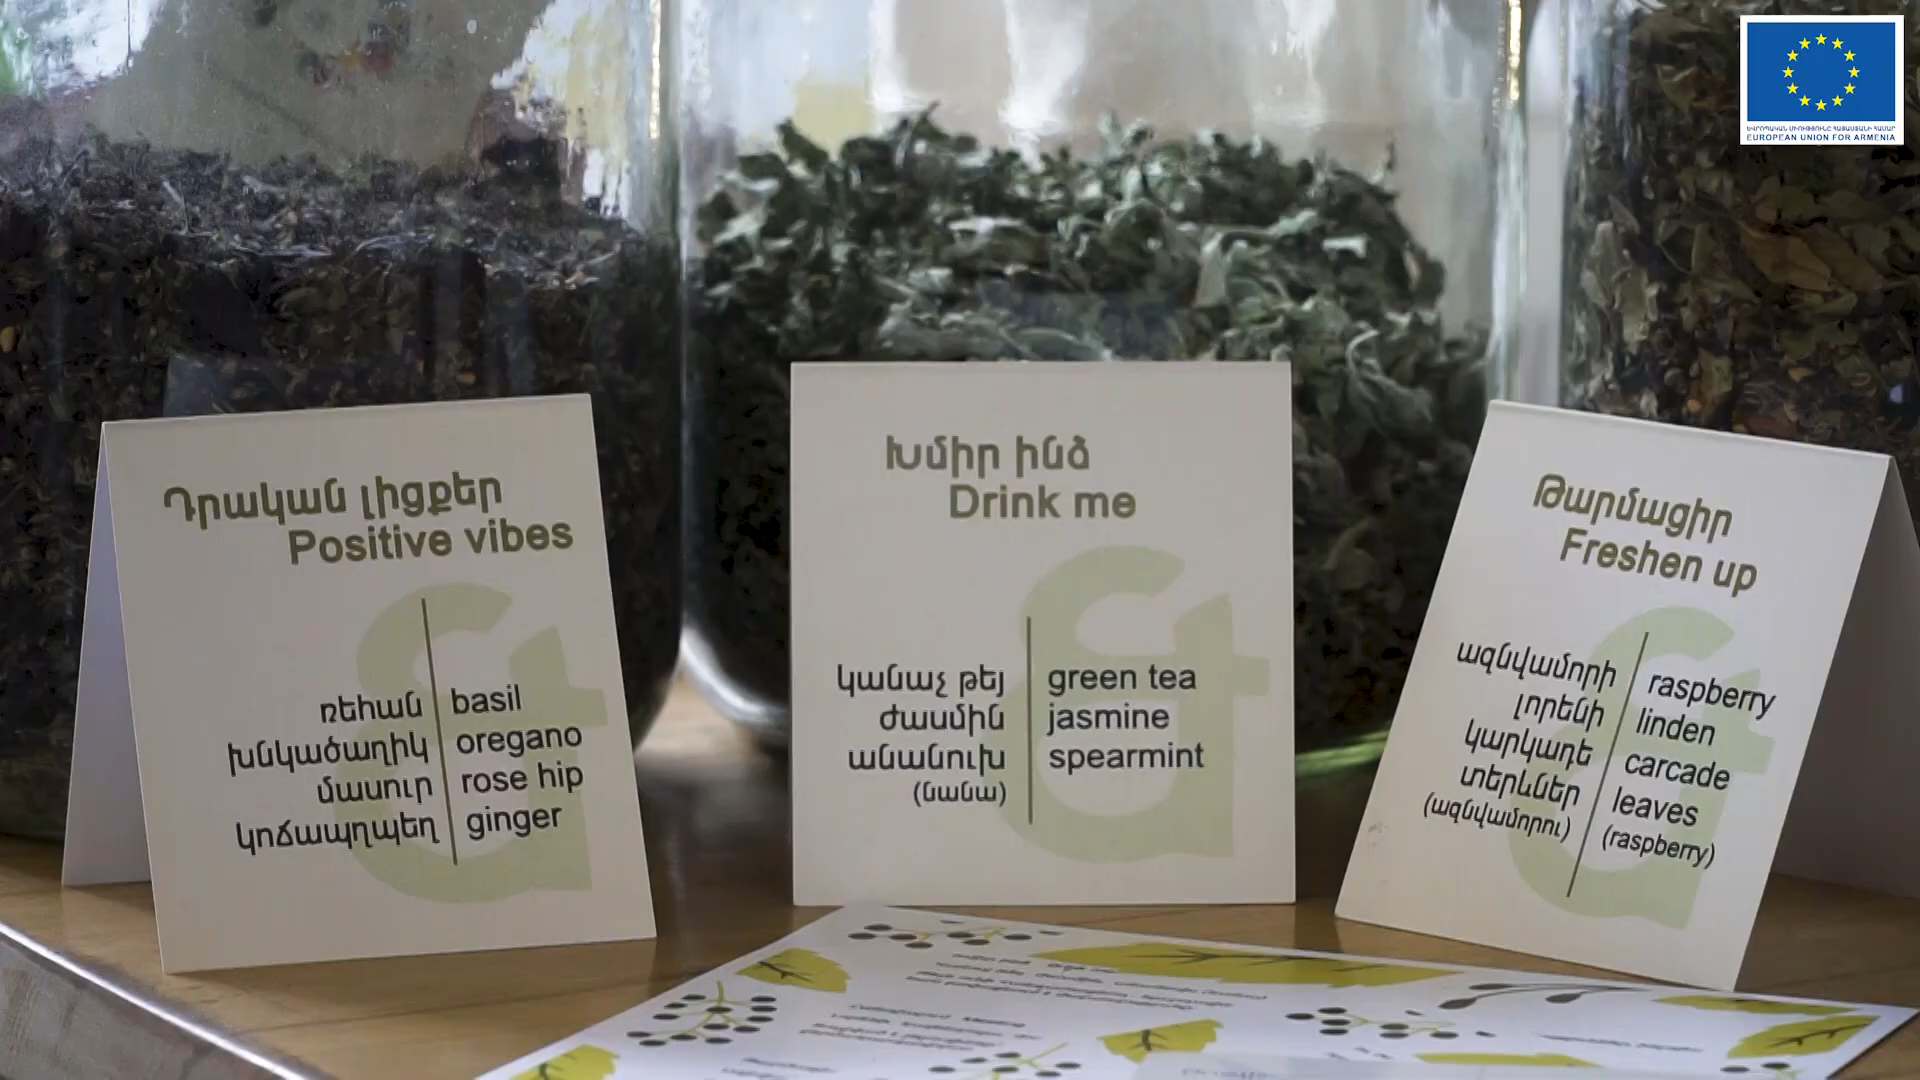 ԵՎՐՈՊԱԿԱՆ ՄԻՈՒԹՅՈՒՆԸ ՀԱՅԱՍՏԱՆԻ ՀԱՄԱՐ
EUROPEAN UNION FOR ARMENIA
Դրական լիցքեր
Positive vibes
ռեհան basil
խնկածաղիկ oregano
մասուր rose hip
կոճապղպեղ ginger
Խմիր ինձ
Drink me
կանաչ թեյ green tea
ժասմին jasmine
անանուխ spearmint
(նանա)
Թարմացիր
Freshen up
ազնվամորի raspberry
լորենի linden
կարկադե carcade
տերևներ leaves
(ազնվամորու) (raspberry)